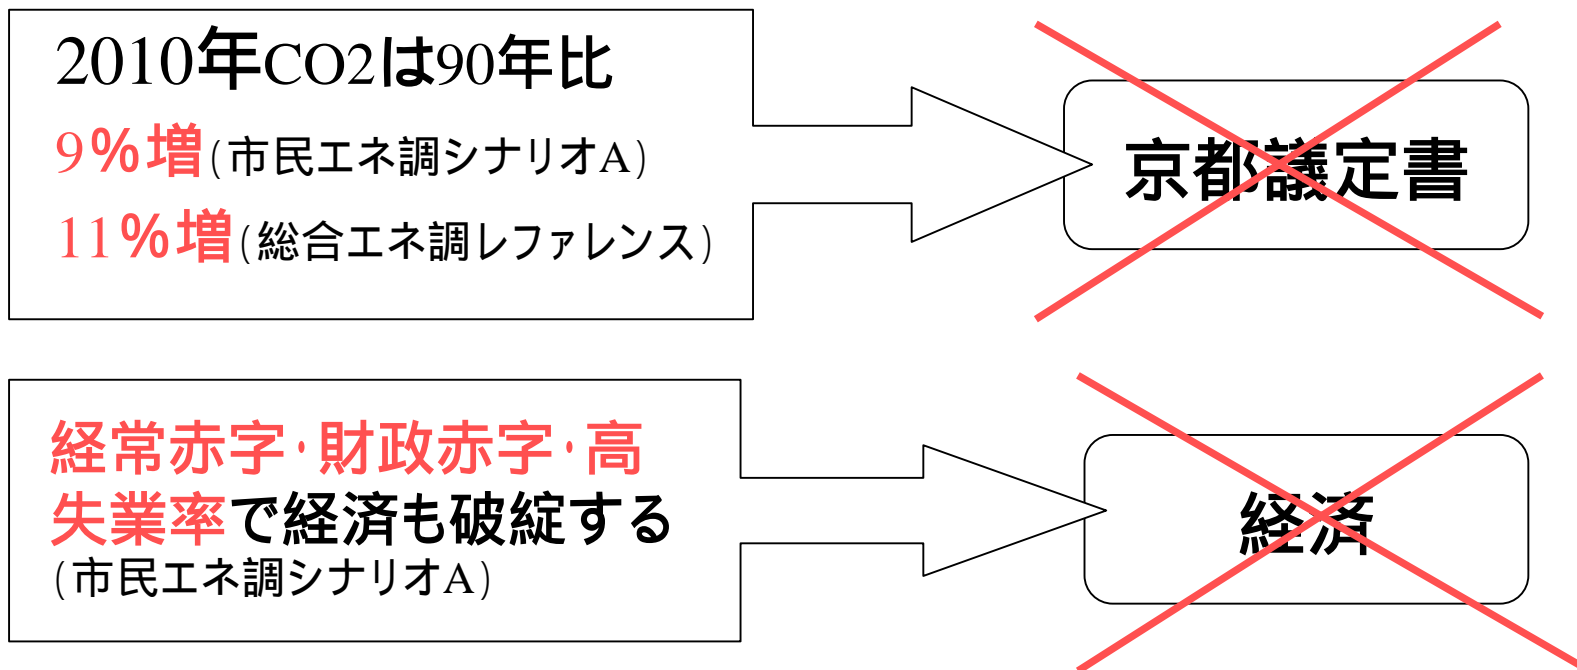 2010年CO2は90年比
9%増(市民エネ調シナリオA)
11%増(総合エネ調レファレンス)
京都議定書
経常赤字・財政赤字・高
失業率で経済も破綻する
(市民エネ調シナリオA)
経済